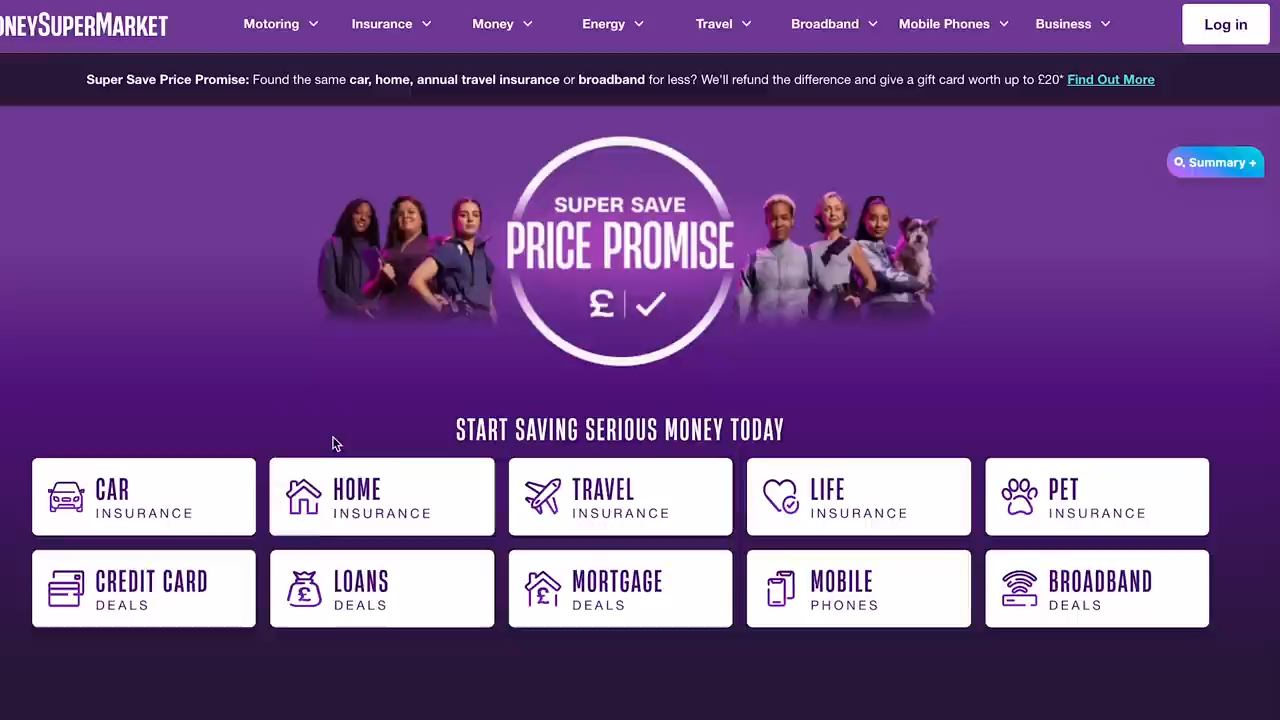 ONEYSUPERMARKET
Motoring Insurance Money Energy Travel Broadband Mobile Phones Business Log in
Super Save Price Promise: Found the same car, home, annual travel insurance or broadband for less? We'll refund the difference and give a gift card worth up to £20* Find Out More
Summary +
SUPER SAVE
PRICE PROMISE
£
START SAVING SERIOUS MONEY TODAY
CAR
INSURANCE
HOME
INSURANCE
TRAVEL
INSURANCE
LIFE
INSURANCE
PET
INSURANCE
CREDIT CARD
DEALS
LOANS
DEALS
MORTGAGE
DEALS
MOBILE
PHONES
BROADBAND
DEALS